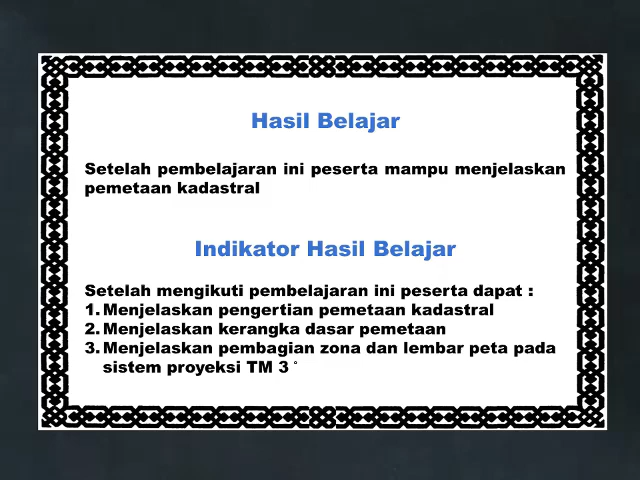 Hasil Belajar
Setelah pembelajaran ini peserta mampu menjelaskan
pemetaan kadastral
Indikator Hasil Belajar
Setelah mengikuti pembelajaran ini peserta dapat :
1. Menjelaskan pengertian pemetaan kadastral
2. Menjelaskan kerangka dasar pemetaan
3. Menjelaskan pembagian zona dan lembar peta pada
sistem proyeksi TM 3 °